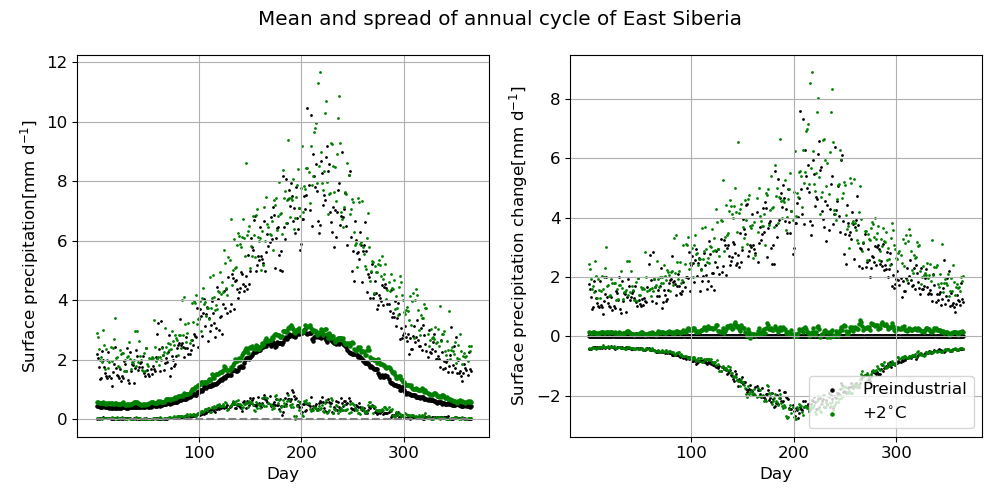 Mean and spread of annual cycle of East Siberia
Surface precipitation[mm d⁻¹]
12
10
8
6
4
2
0
100
200
300
Day
Surface precipitation change[mm d⁻¹]
8
6
4
2
0
−2
100
200
300
Day
Preindustrial
+2°C